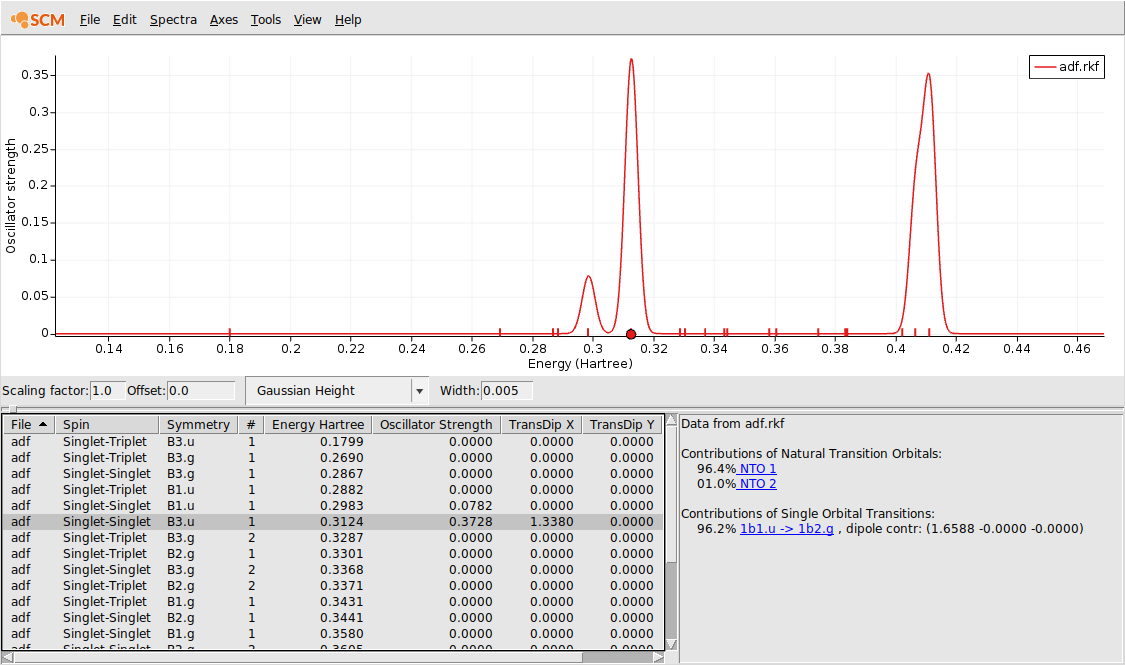 SCM File Edit Spectra Axes Tools View Help
adf.rkf
0.35
0.3
0.25
0.2
0.15
0.1
0.05
0
Oscillator strength
0.14 0.16 0.18 0.2 0.22 0.24 0.26 0.28 0.3 0.32 0.34 0.36 0.38 0.4 0.42 0.44 0.46
Energy (Hartree)
Scaling factor: 1.0 Offset: 0.0 Gaussian Height Width: 0.005
File Spin Symmetry # Energy Hartree Oscillator Strength TransDip X TransDip Y
adf Singlet-Triplet B3.u 1 0.1799 0.0000 0.0000 0.0000
adf Singlet-Triplet B3.g 1 0.2690 0.0000 0.0000 0.0000
adf Singlet-Singlet B3.g 1 0.2867 0.0000 0.0000 0.0000
adf Singlet-Triplet B1.u 1 0.2882 0.0000 0.0000 0.0000
adf Singlet-Singlet B1.u 1 0.2983 0.0782 0.0000 0.0000
adf Singlet-Singlet B3.u 1 0.3124 0.3728 1.3380 0.0000
adf Singlet-Triplet B3.g 2 0.3287 0.0000 0.0000 0.0000
adf Singlet-Triplet B2.g 1 0.3301 0.0000 0.0000 0.0000
adf Singlet-Singlet B3.g 2 0.3368 0.0000 0.0000 0.0000
adf Singlet-Triplet B2.g 2 0.3371 0.0000 0.0000 0.0000
adf Singlet-Triplet B1.g 1 0.3431 0.0000 0.0000 0.0000
adf Singlet-Singlet B2.g 1 0.3441 0.0000 0.0000 0.0000
adf Singlet-Singlet B1.g 1 0.3580 0.0000 0.0000 0.0000
adf Singlet-Singlet B2.g 2 0.3605 0.0000 0.0000 0.0000
Data from adf.rkf
Contributions of Natural Transition Orbitals:
96.4% NTO 1
01.0% NTO 2
Contributions of Single Orbital Transitions:
96.2% 1b1.u -> 1b2.g , dipole contr: (1.6588 -0.0000 -0.0000)